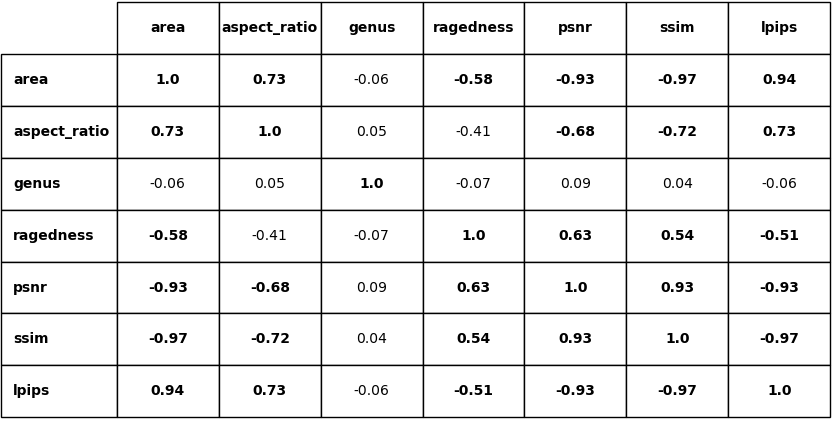 area aspect_ratio genus ragedness psnr ssim lpips
area 1.0 0.73 -0.06 -0.58 -0.93 -0.97 0.94
aspect_ratio 0.73 1.0 0.05 -0.41 -0.68 -0.72 0.73
genus -0.06 0.05 1.0 -0.07 0.09 0.04 -0.06
ragedness -0.58 -0.41 -0.07 1.0 0.63 0.54 -0.51
psnr -0.93 -0.68 0.09 0.63 1.0 0.93 -0.93
ssim -0.97 -0.72 0.04 0.54 0.93 1.0 -0.97
lpips 0.94 0.73 -0.06 -0.51 -0.93 -0.97 1.0